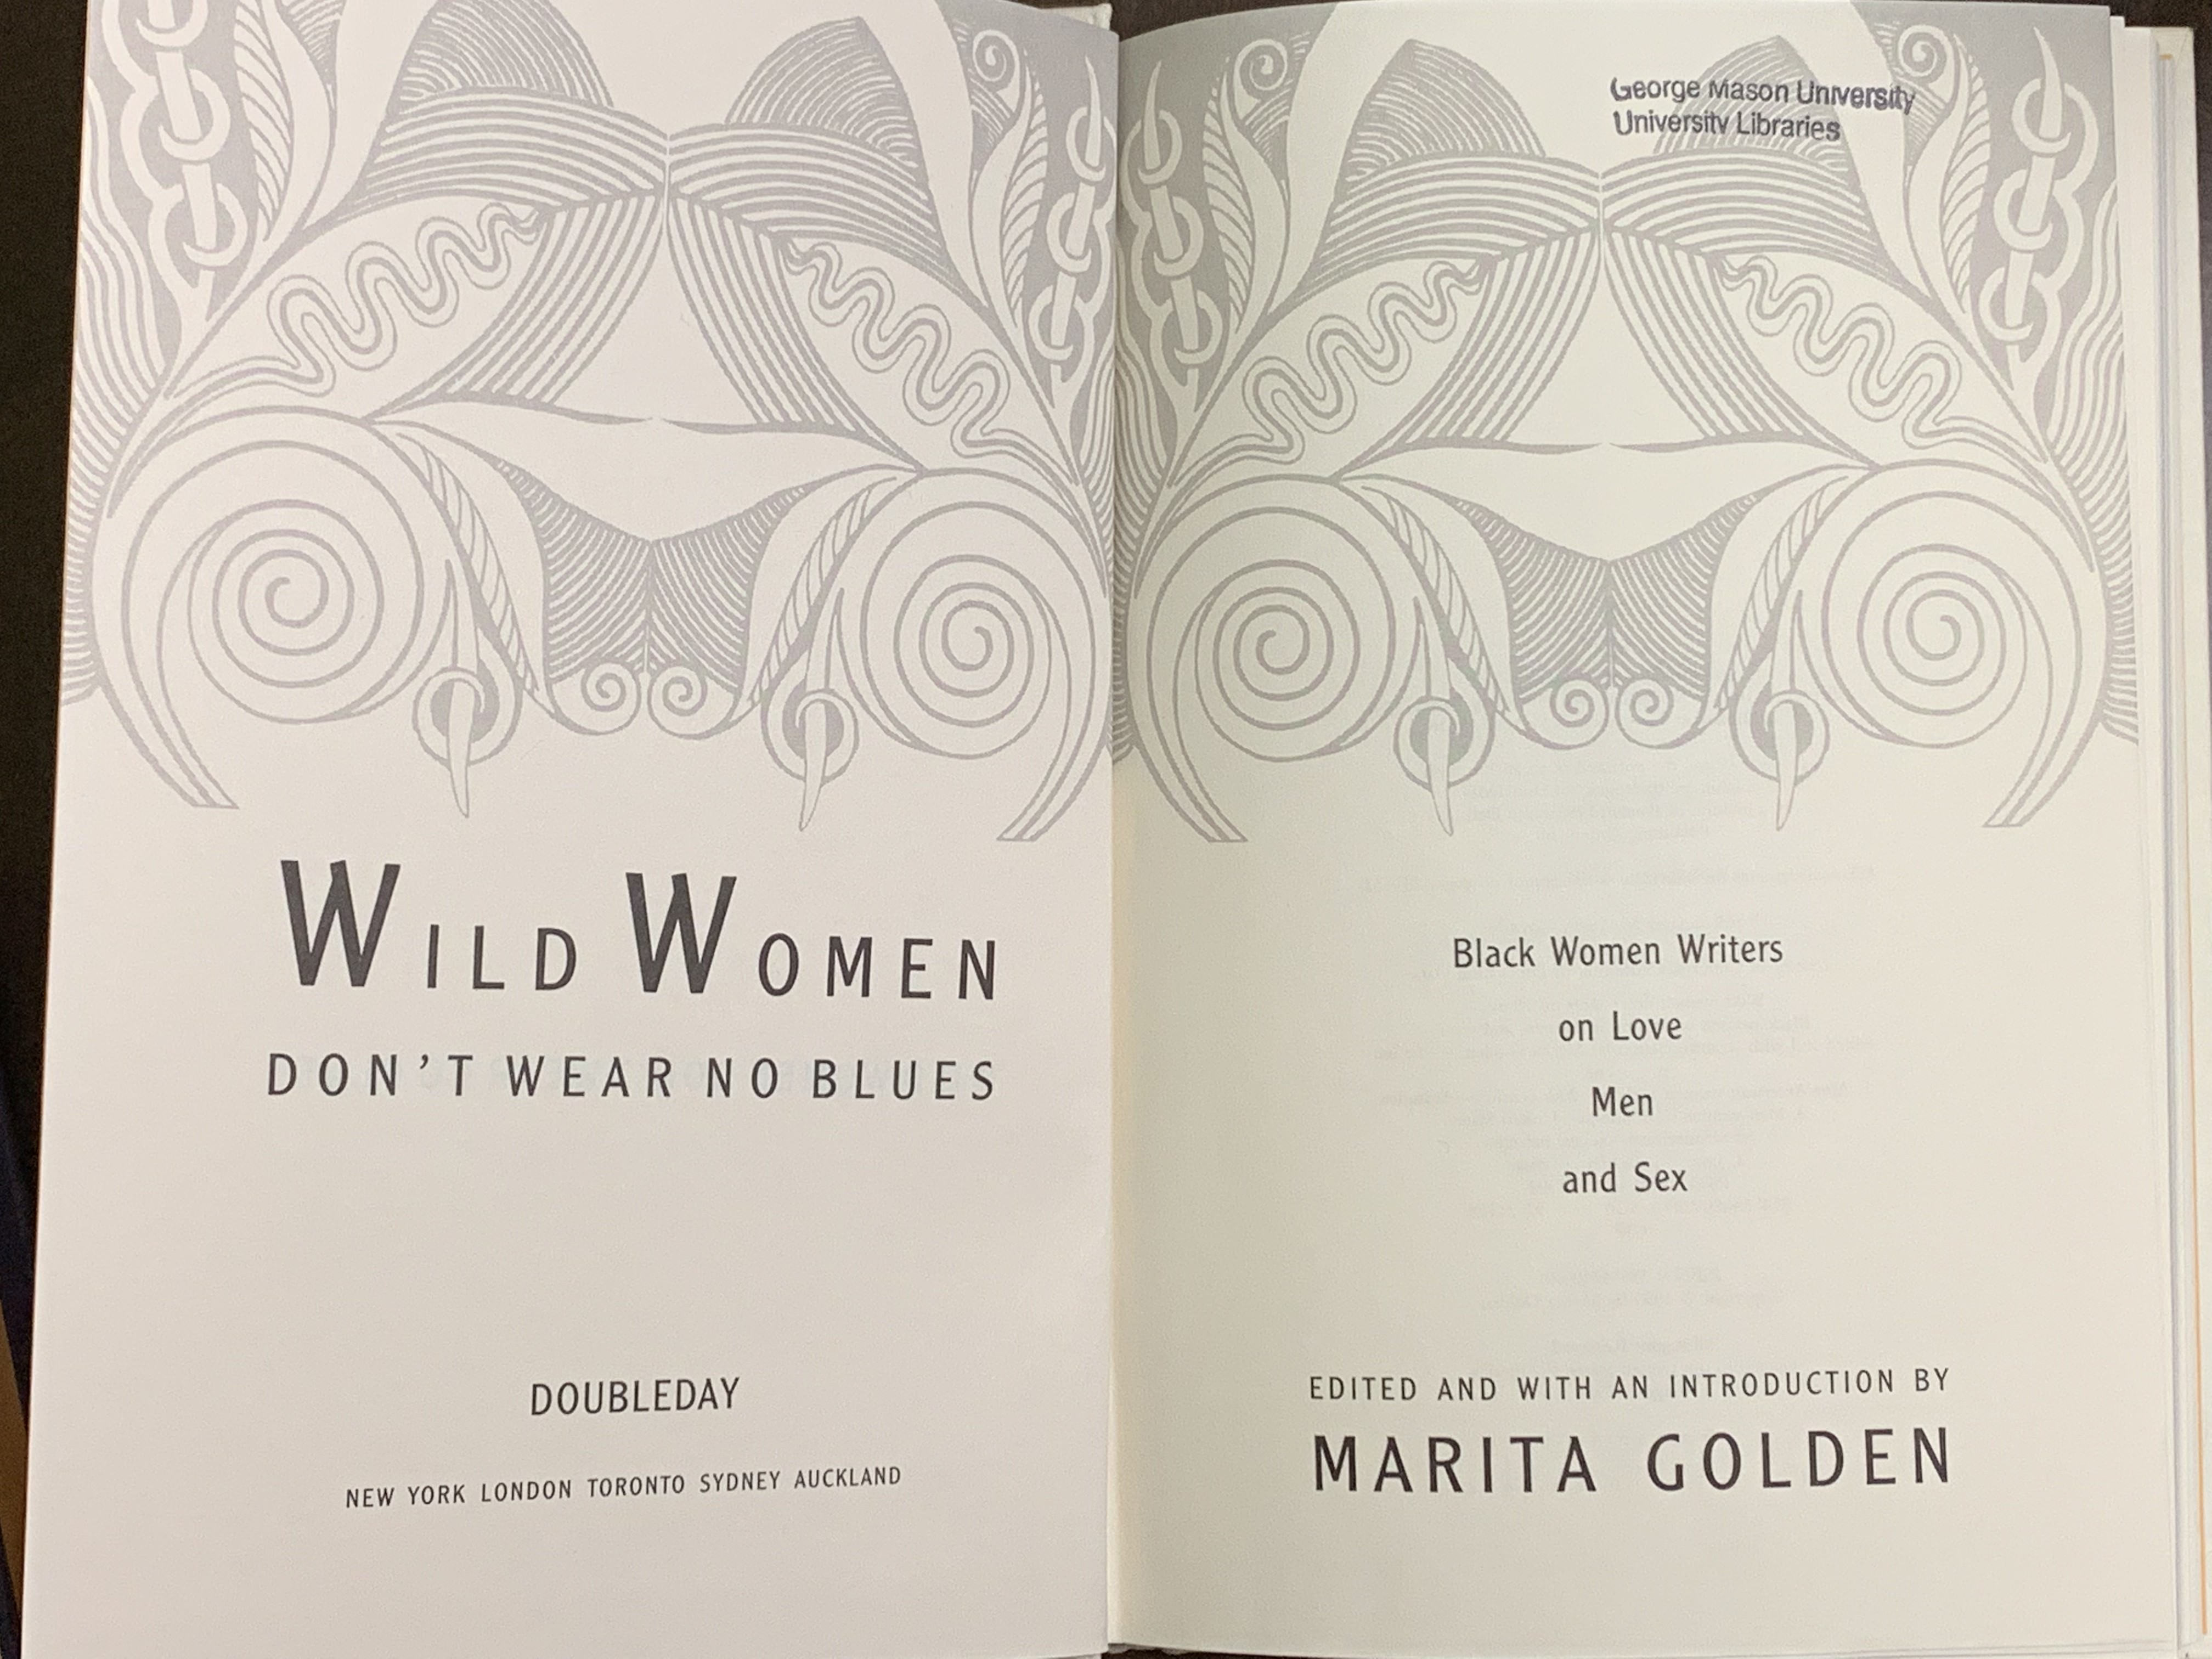 WILD WOMEN
DON'T WEAR NO BLUES
DOUBLEDAY
NEW YORK LONDON TORONTO SYDNEY AUCKLAND
George Mason University
University Libraries
Black Women Writers
on Love
Men
and Sex
EDITED AND WITH AN INTRODUCTION BY
MARITA GOLDEN